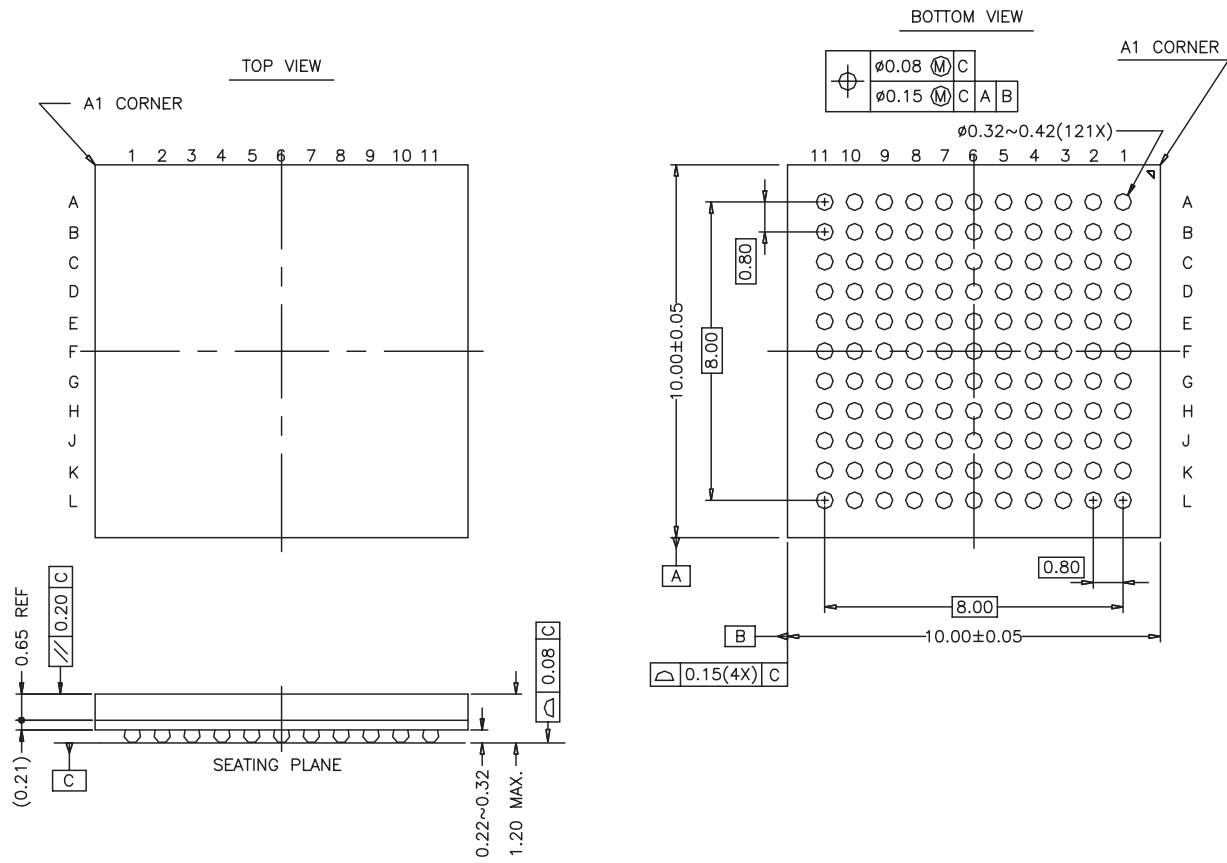 BOTTOM VIEW
TOP VIEW
A1 CORNER
A1 CORNER
ø0.08 Ⓜ C
ø0.15 Ⓜ C A B
ø0.32~0.42(121X)
1 2 3 4 5 6 7 8 9 10 11
11 10 9 8 7 6 5 4 3 2 1
A
B
C
D
E
F
G
H
J
K
L
A
B
C
D
E
F
G
H
J
K
L
0.80
8.00
10.00±0.05
A
0.80
8.00
B
10.00±0.05
0.15(4X) C
0.65 REF
// 0.20 C
(0.21)
C
SEATING PLANE
0.08 C
0.22~0.32
1.20 MAX.